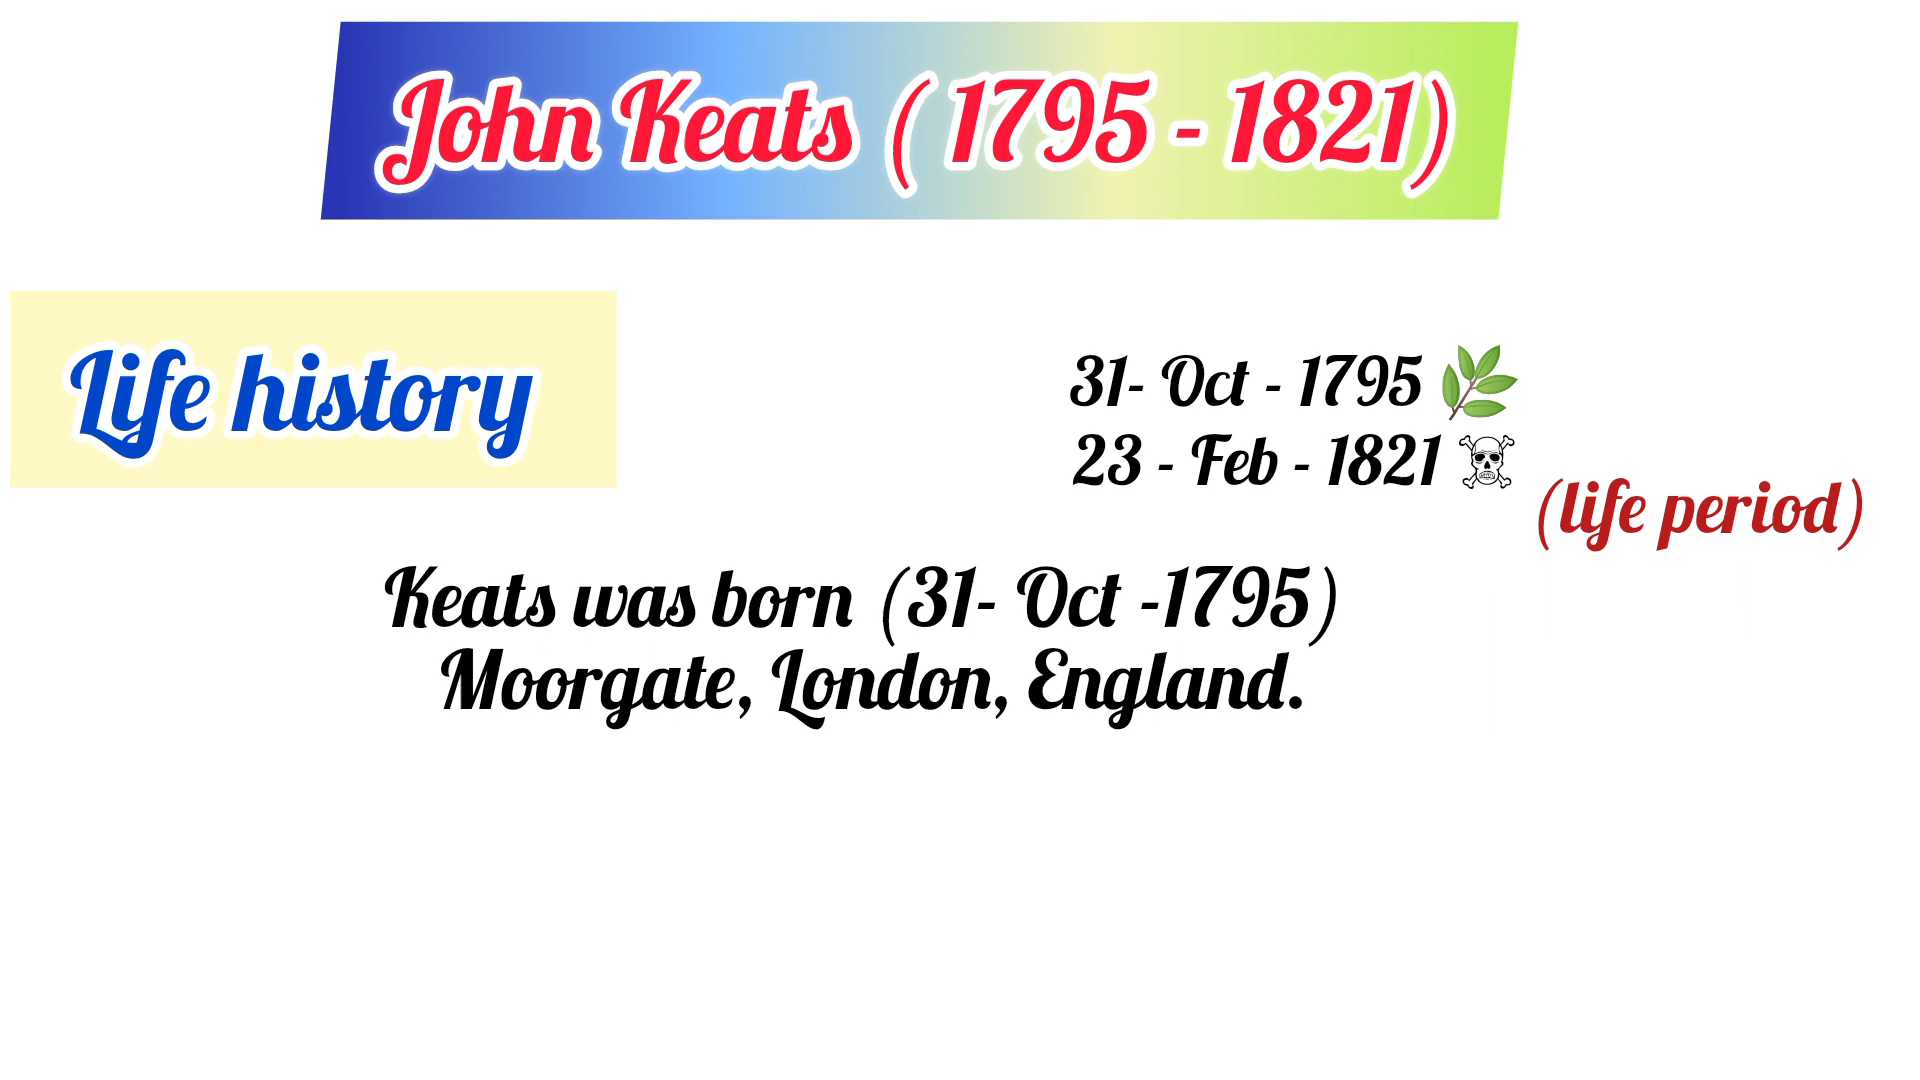 John Keats ( 1795 - 1821)
Life history
31- Oct - 1795 🌿
23 - Feb - 1821 ☠
(life period)
Keats was born (31- Oct -1795)
Moorgate, London, England.